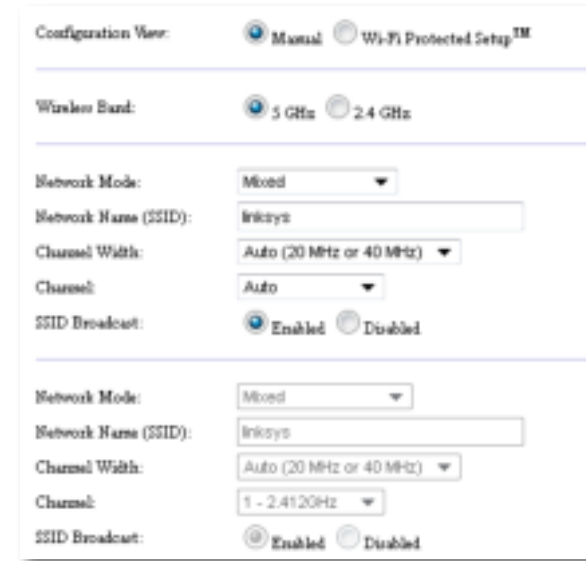 Configuration View: Manual Wi-Fi Protected Setup™
Wireless Band: 5 GHz 2.4 GHz
Network Mode: Mixed
Network Name (SSID): linksys
Channel Width: Auto (20 MHz or 40 MHz)
Channel: Auto
SSID Broadcast: Enabled Disabled
Network Mode: Mixed
Network Name (SSID): linksys
Channel Width: Auto (20 MHz or 40 MHz)
Channel: 1 - 2.412GHz
SSID Broadcast: Enabled Disabled